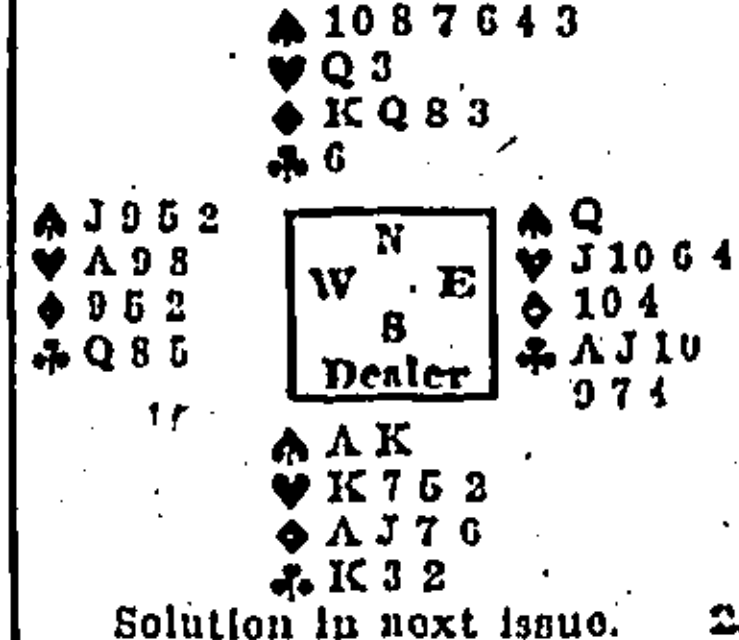 ♠ 10 8 7 6 4 3
♥ Q 3
♦ K Q 8 3
♣ 6
♠ J 9 5 2
♥ A 9 8
♦ 9 5 2
♣ Q 8 5
N
W E
S
Dealer
♠ Q
♥ J 10 6 4
♦ 10 4
♣ A J 10
9 7 4
♠ A K
♥ K 7 5 2
♦ A J 7 6
♣ K 3 2
Solution in next issue.